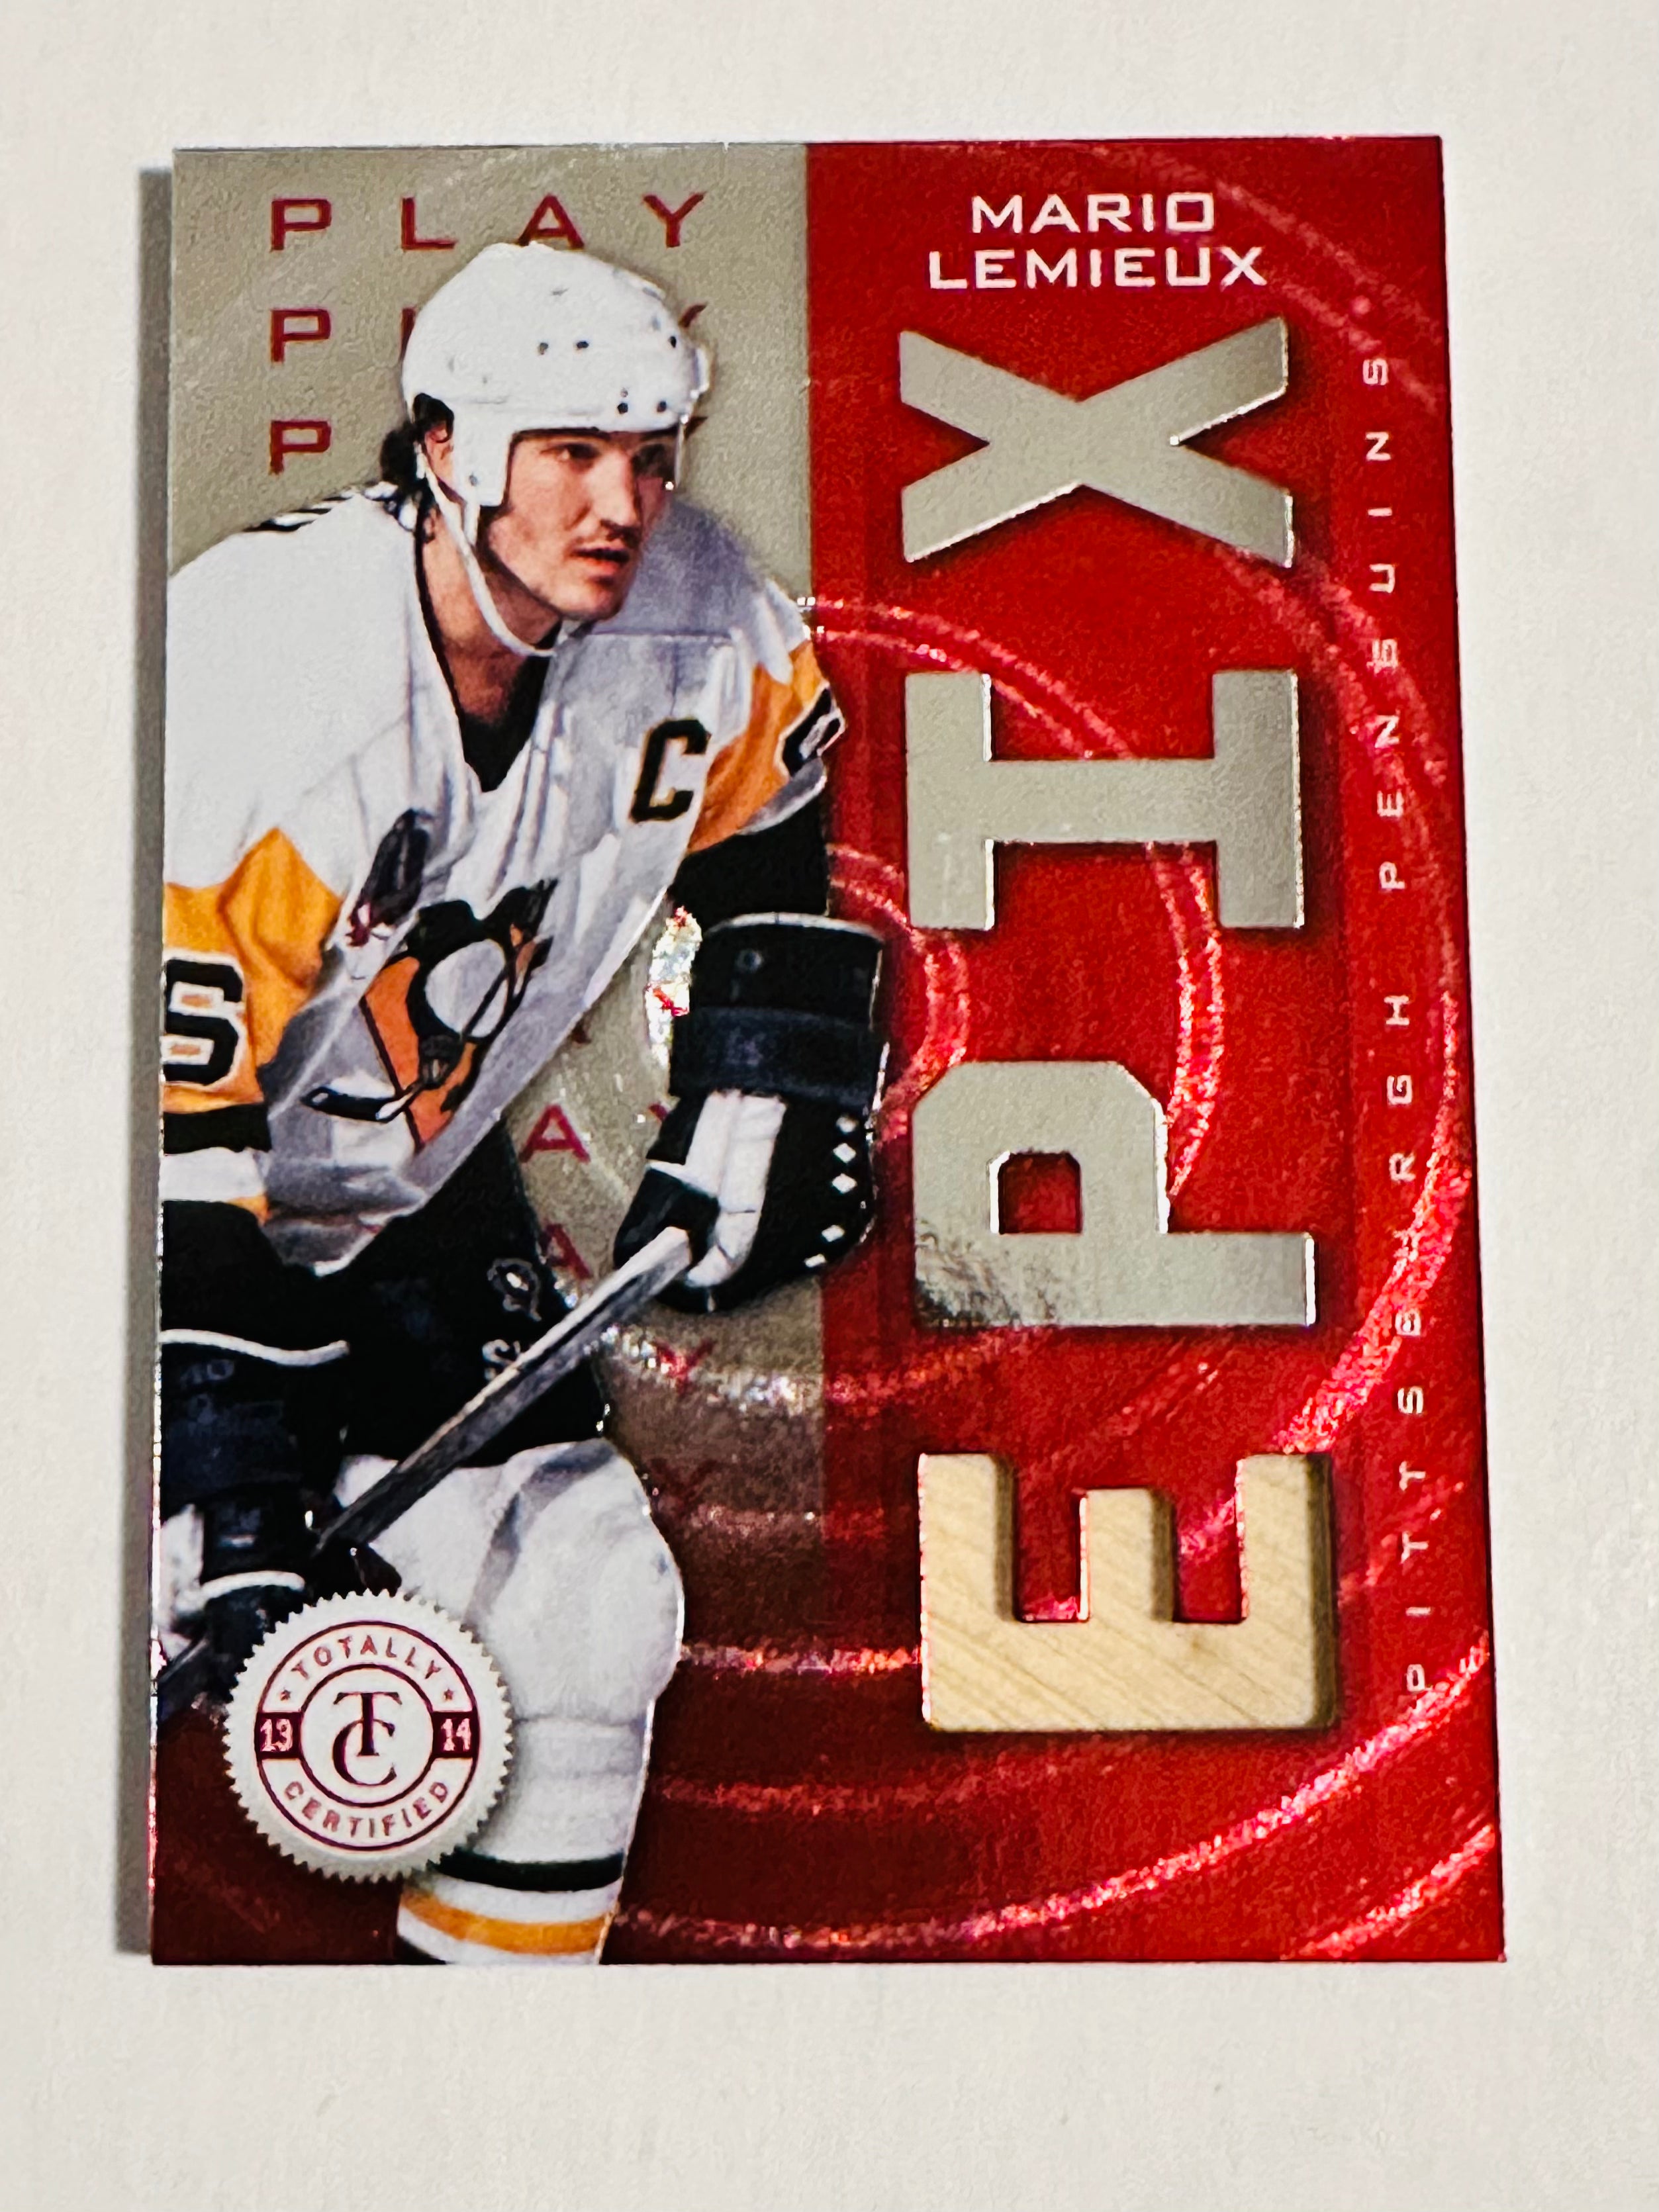 PLAY
P
P
MARIO
LEMIEUX
EPIX
PITTSBURGH PENGUINS
C
TOTALLY
13 TC 14
CERTIFIED